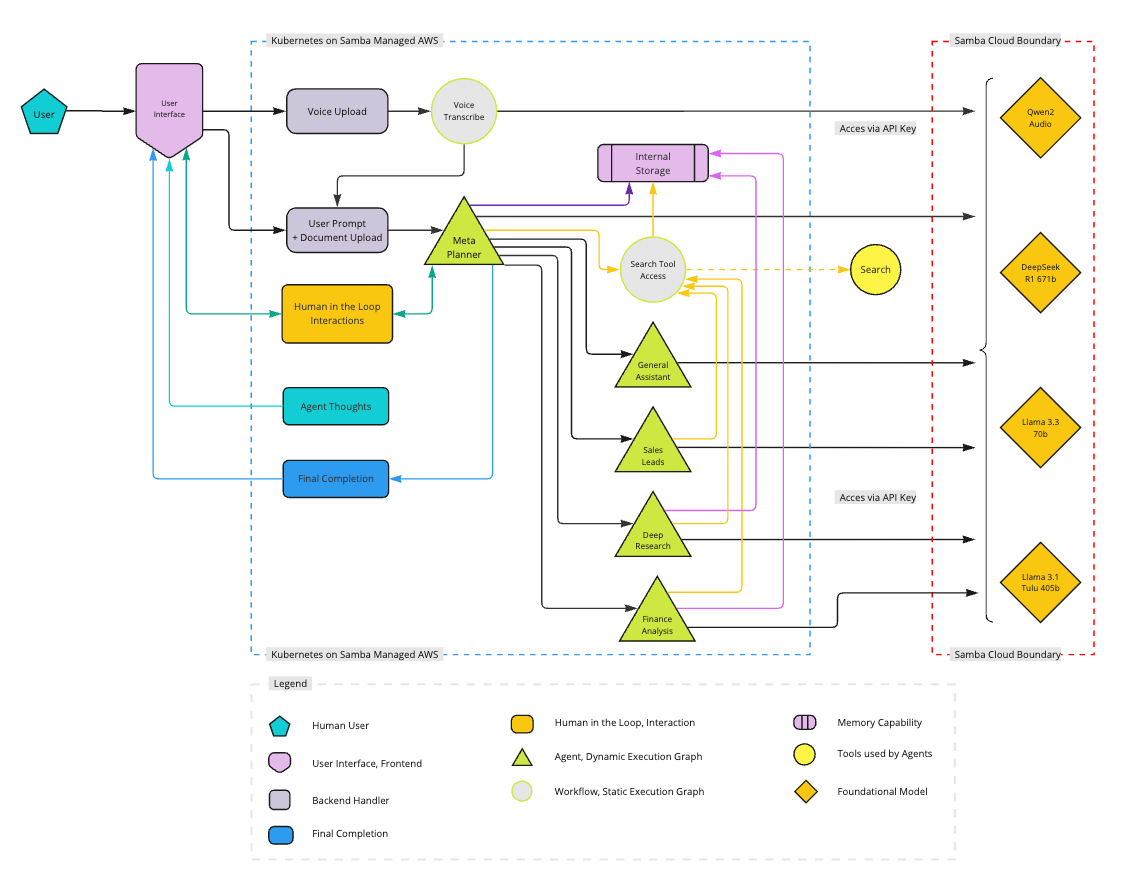 Kubernetes on Samba Managed AWS
Samba Cloud Boundary
User
User
Interface
Voice Upload
Voice
Transcribe
Acces via API Key
Qwen2
Audio
Internal
Storage
User Prompt
+ Document Upload
Meta
Planner
Search Tool
Access
Search
DeepSeek
R1 671b
Human in the Loop
Interactions
General
Assistant
Agent Thoughts
Sales
Leads
Llama 3.3
70b
Final Completion
Acces via API Key
Deep
Research
Llama 3.1
Tulu 405b
Finance
Analysis
Kubernetes on Samba Managed AWS
Samba Cloud Boundary
Legend
Human User
User Interface, Frontend
Backend Handler
Final Completion
Human in the Loop, Interaction
Agent, Dynamic Execution Graph
Workflow, Static Execution Graph
Memory Capability
Tools used by Agents
Foundational Model